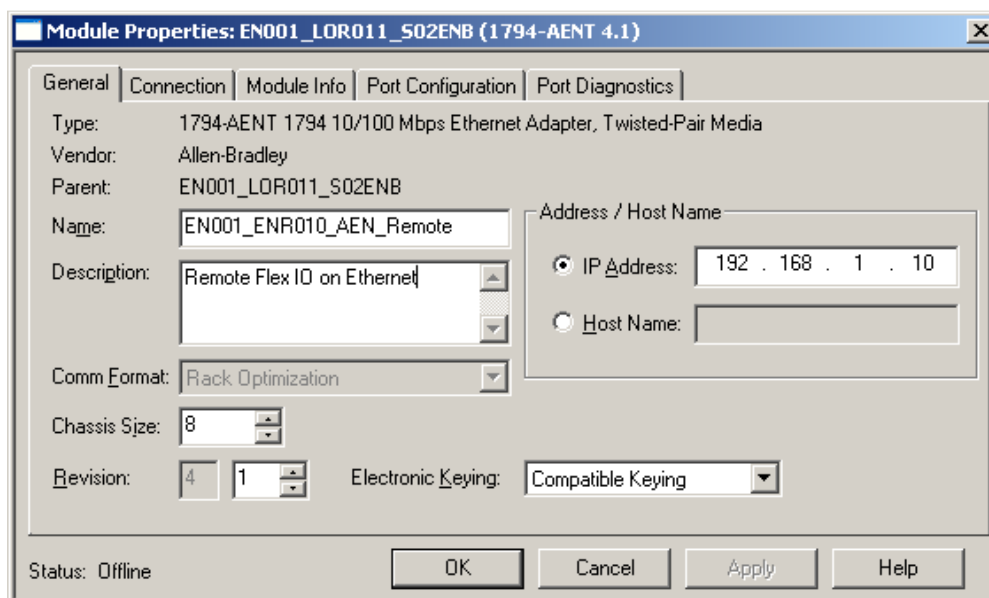 Module Properties: EN001_LOR011_S02ENB (1794-AENT 4.1)
General Connection Module Info Port Configuration Port Diagnostics
Type: 1794-AENT 1794 10/100 Mbps Ethernet Adapter, Twisted-Pair Media
Vendor: Allen-Bradley
Parent: EN001_LOR011_S02ENB
Name: EN001_ENR010_AEN_Remote
Description: Remote Flex IO on Ethernet
Address / Host Name
IP Address: 192 . 168 . 1 . 10
Host Name:
Comm Format: Rack Optimization
Chassis Size: 8
Revision: 4 1 Electronic Keying: Compatible Keying
Status: Offline OK Cancel Apply Help